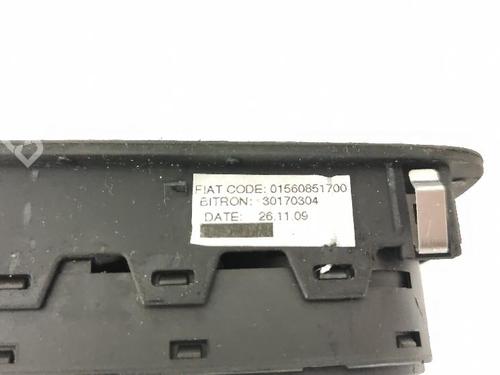 FIAT CODE: 01560851700
BITRON: 30170304
DATE: 26.11.09